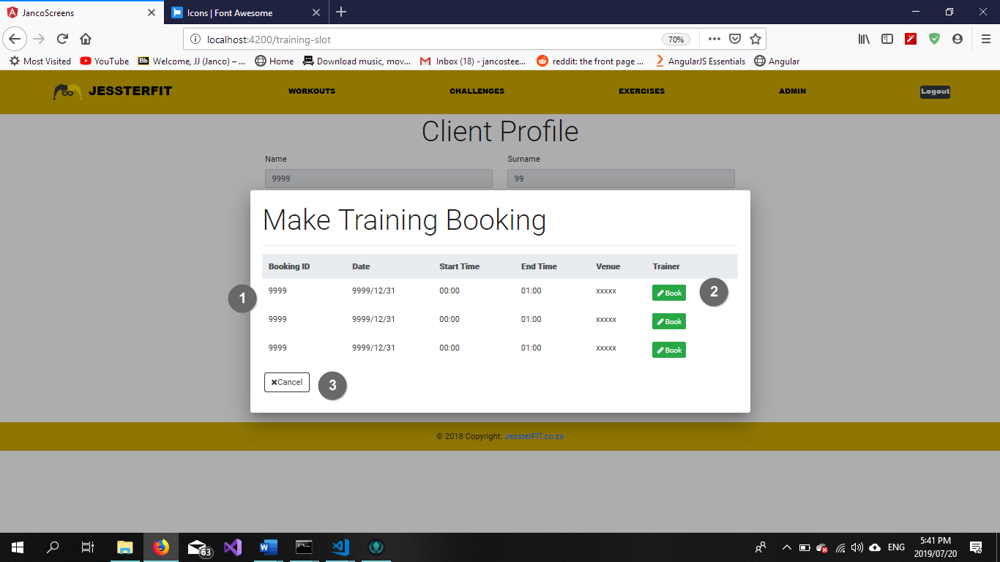 JancoScreens
Icons | Font Awesome
localhost:4200/training-slot
70%
Most Visited
YouTube
Bb Welcome, JJ (Janco) – ...
Home
Download music, mov...
Inbox (18) - jancostee...
reddit: the front page ...
AngularJS Essentials
Angular
JESSTERFIT
WORKOUTS
CHALLENGES
EXERCISES
ADMIN
Logout
Client Profile
Name
Surname
9999
99
Make Training Booking
Booking ID Date Start Time End Time Venue Trainer
1
9999 9999/12/31 00:00 01:00 xxxxx Book
2
9999 9999/12/31 00:00 01:00 xxxxx Book
9999 9999/12/31 00:00 01:00 xxxxx Book
Cancel
3
© 2018 Copyright: JessterFIT.co.za
63
W
C:\_
ENG
5:41 PM
2019/07/20